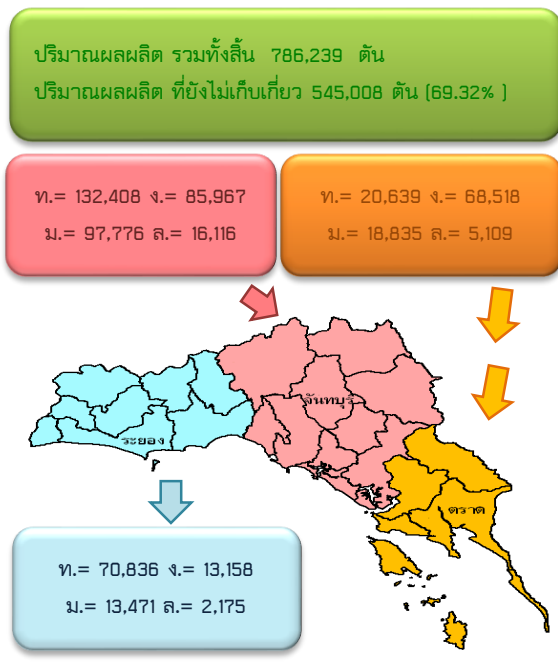 ปริมาณผลผลิต รวมทั้งสิ้น 786,239 ตัน
ปริมาณผลผลิต ที่ยังไม่เก็บเกี่ยว 545,008 ตัน (69.32% )
ท.= 132,408 ง.= 85,967
ม.= 97,776 ล.= 16,116
ท.= 20,639 ง.= 68,518
ม.= 18,835 ล.= 5,109
จันทบุรี
ระยอง
ตราด
ท.= 70,836 ง.= 13,158
ม.= 13,471 ล.= 2,175